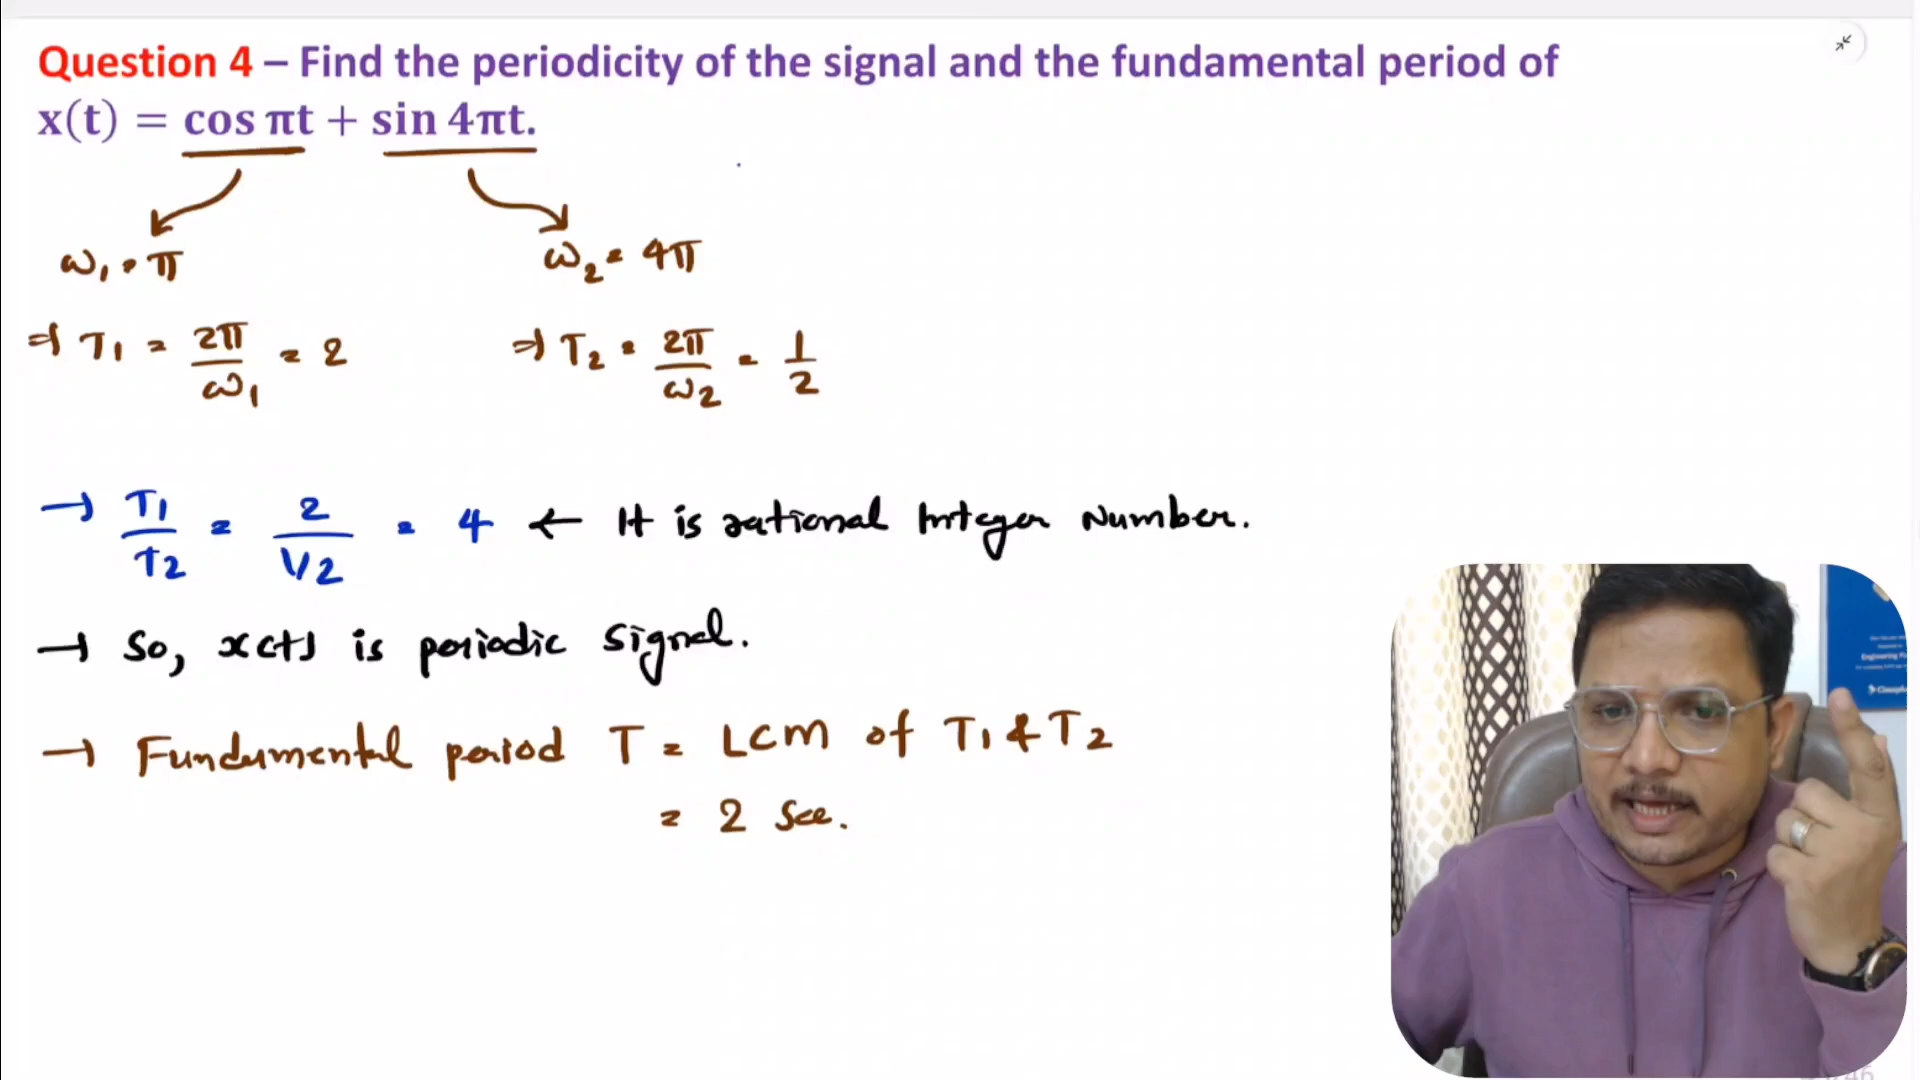 Question 4 – Find the periodicity of the signal and the fundamental period of
x(t) = cos πt + sin 4πt.
ω₁ = π
ω₂ = 4π
⇒ T₁ = 2π/ω₁ = 2
⇒ T₂ = 2π/ω₂ = 1/2
→ T₁/T₂ = 2/1/2 = 4 ← It is rational Integer Number.
→ So, x(t) is periodic signal.
→ Fundamental period T = LCM of T₁ & T₂
= 2 Sec.